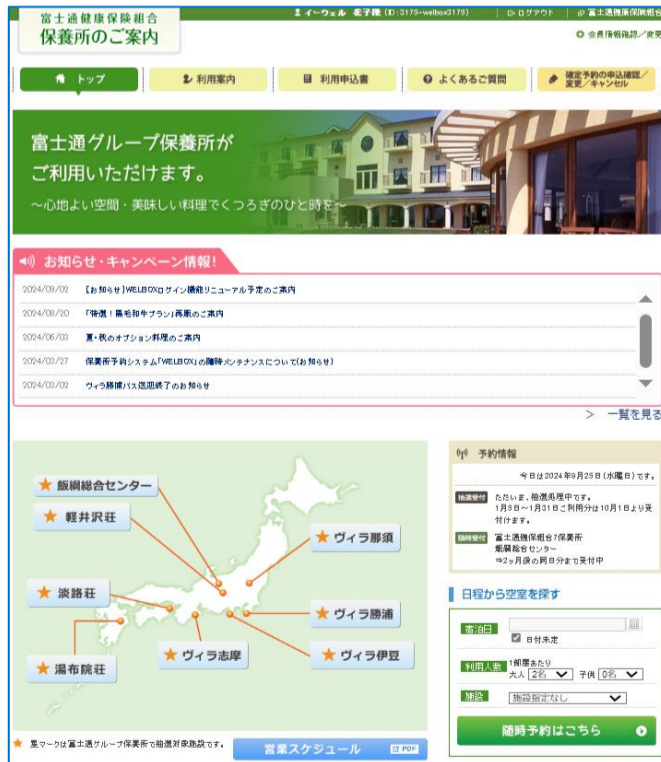 富士通健康保険組合
保養所のご案内
イーウェル 花子様 (ID:3175-welbox3175)
ログアウト
富士通健康保険組合
会員情報確認/変更
トップ
利用案内
利用申込書
よくあるご質問
確定予約の申込確認/
変更/キャンセル
富士通グループ保養所が
ご利用いただけます。
~心地よい空間・美味しい料理でくつろぎのひと時を~
お知らせ・キャンペーン情報!
2024/09/02 【お知らせ】WELBOXログイン機能リニューアル予定のご案内
2024/08/20 「特選!黒毛和牛プラン」再販のご案内
夏・秋のオプション料理のご案内
保養所予約システム「WELBOX」の臨時メンテナンスについて(お知らせ)
ヴィラ勝浦バス送迎終了のお知らせ
> 一覧を見る
★ 飯綱総合センター
★ 軽井沢荘
★ ヴィラ那須
★ 淡路荘
★ ヴィラ勝浦
★ 湯布院荘
★ ヴィラ志摩
★ ヴィラ伊豆
★ 星マークは富士通グループ保養所で抽選対象施設です。
営業スケジュール PDF
予約情報
今日は2024年9月25日(水曜日)です。
抽選受付 ただいま、抽選処理中です。
1月5日~1月31日ご利用分は10月1日より受
付けます。
随時受付 富士通健保組合7保養所
飯綱総合センター
⇒2ヶ月後の同日分まで受付中
日程から空室を探す
宿泊日
日付未定
利用人数 1部屋あたり
大人 2名 子供 0名
施設 施設指定なし
随時予約はこちら